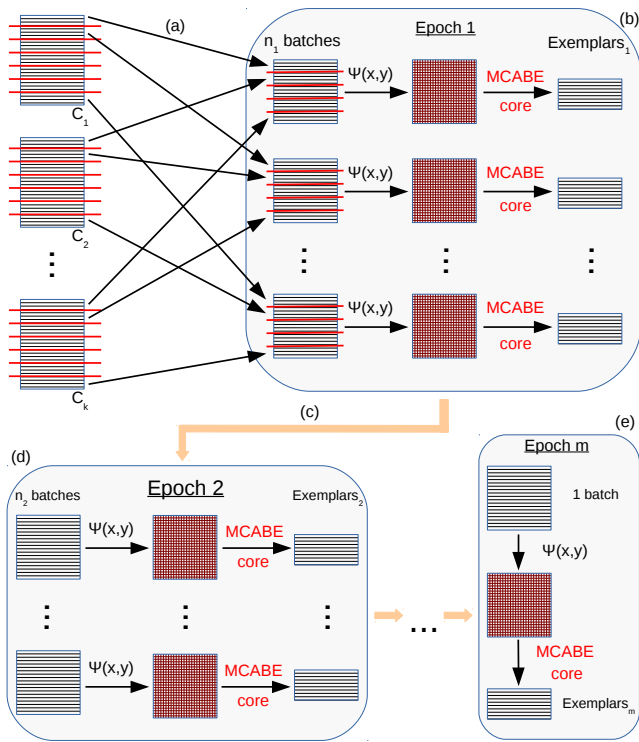 (a)
(b)
n₁ batches
Epoch 1
Exemplars₁
Ψ(x,y)
MCABE
core
C₁
Ψ(x,y)
MCABE
core
C₂
Ψ(x,y)
MCABE
core
Cₖ
(c)
(d)
n₂ batches
Epoch 2
Exemplars₂
Ψ(x,y)
MCABE
core
Ψ(x,y)
MCABE
core
...
(e)
Epoch m
1 batch
Ψ(x,y)
MCABE
core
Exemplarsₘ